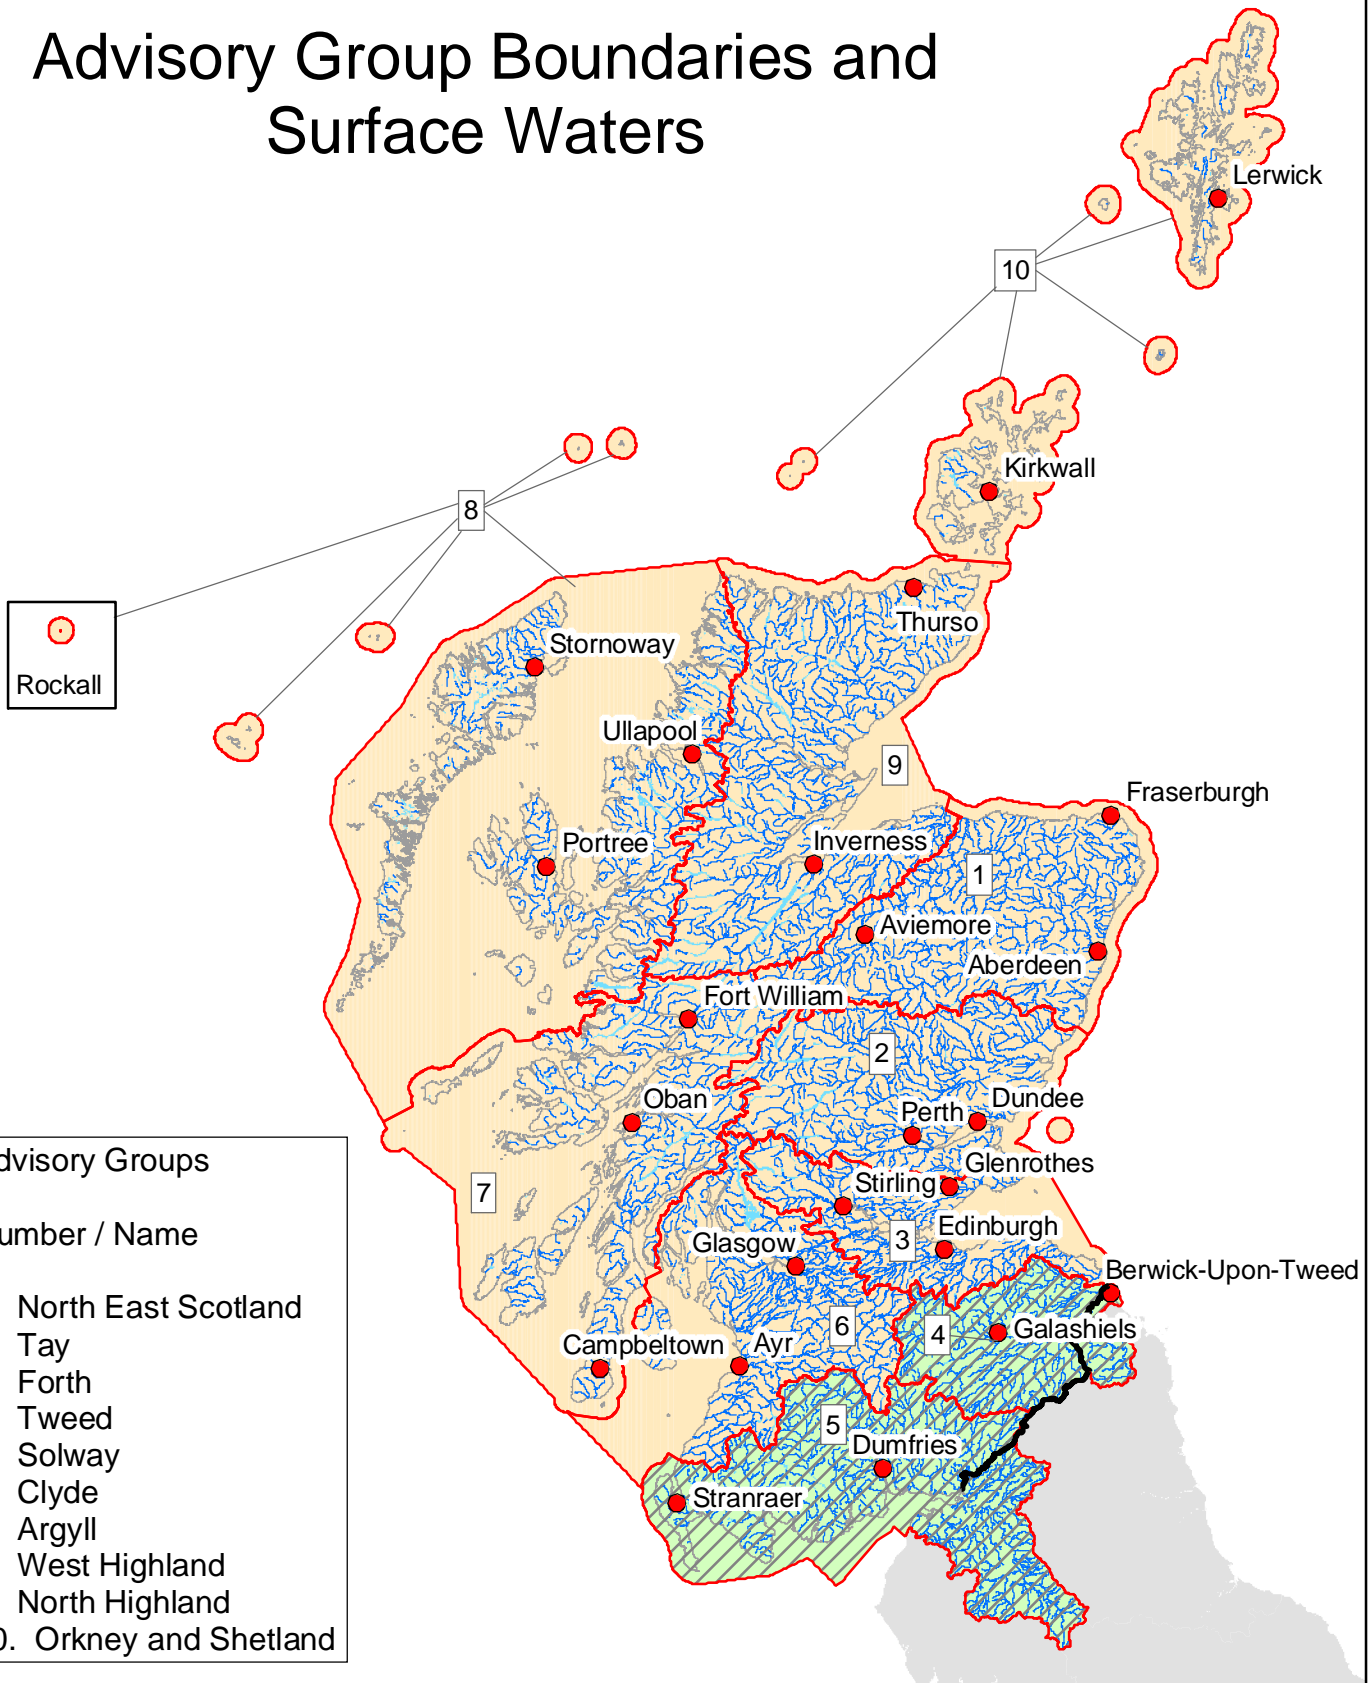 Advisory Group Boundaries and
Surface Waters
Lerwick
10
Kirkwall
8
Thurso
Rockall
Stornoway
Ullapool
9
Fraserburgh
Portree
Inverness
1
Aviemore
Aberdeen
Fort William
2
Oban
Perth
Dundee
Glenrothes
Stirling
7
Edinburgh
3
Glasgow
Berwick-Upon-Tweed
6
4
Galashiels
Campbeltown
Ayr
5
Dumfries
Stranraer
dvisory Groups
umber / Name
North East Scotland
Tay
Forth
Tweed
Solway
Clyde
Argyll
West Highland
North Highland
0. Orkney and Shetland